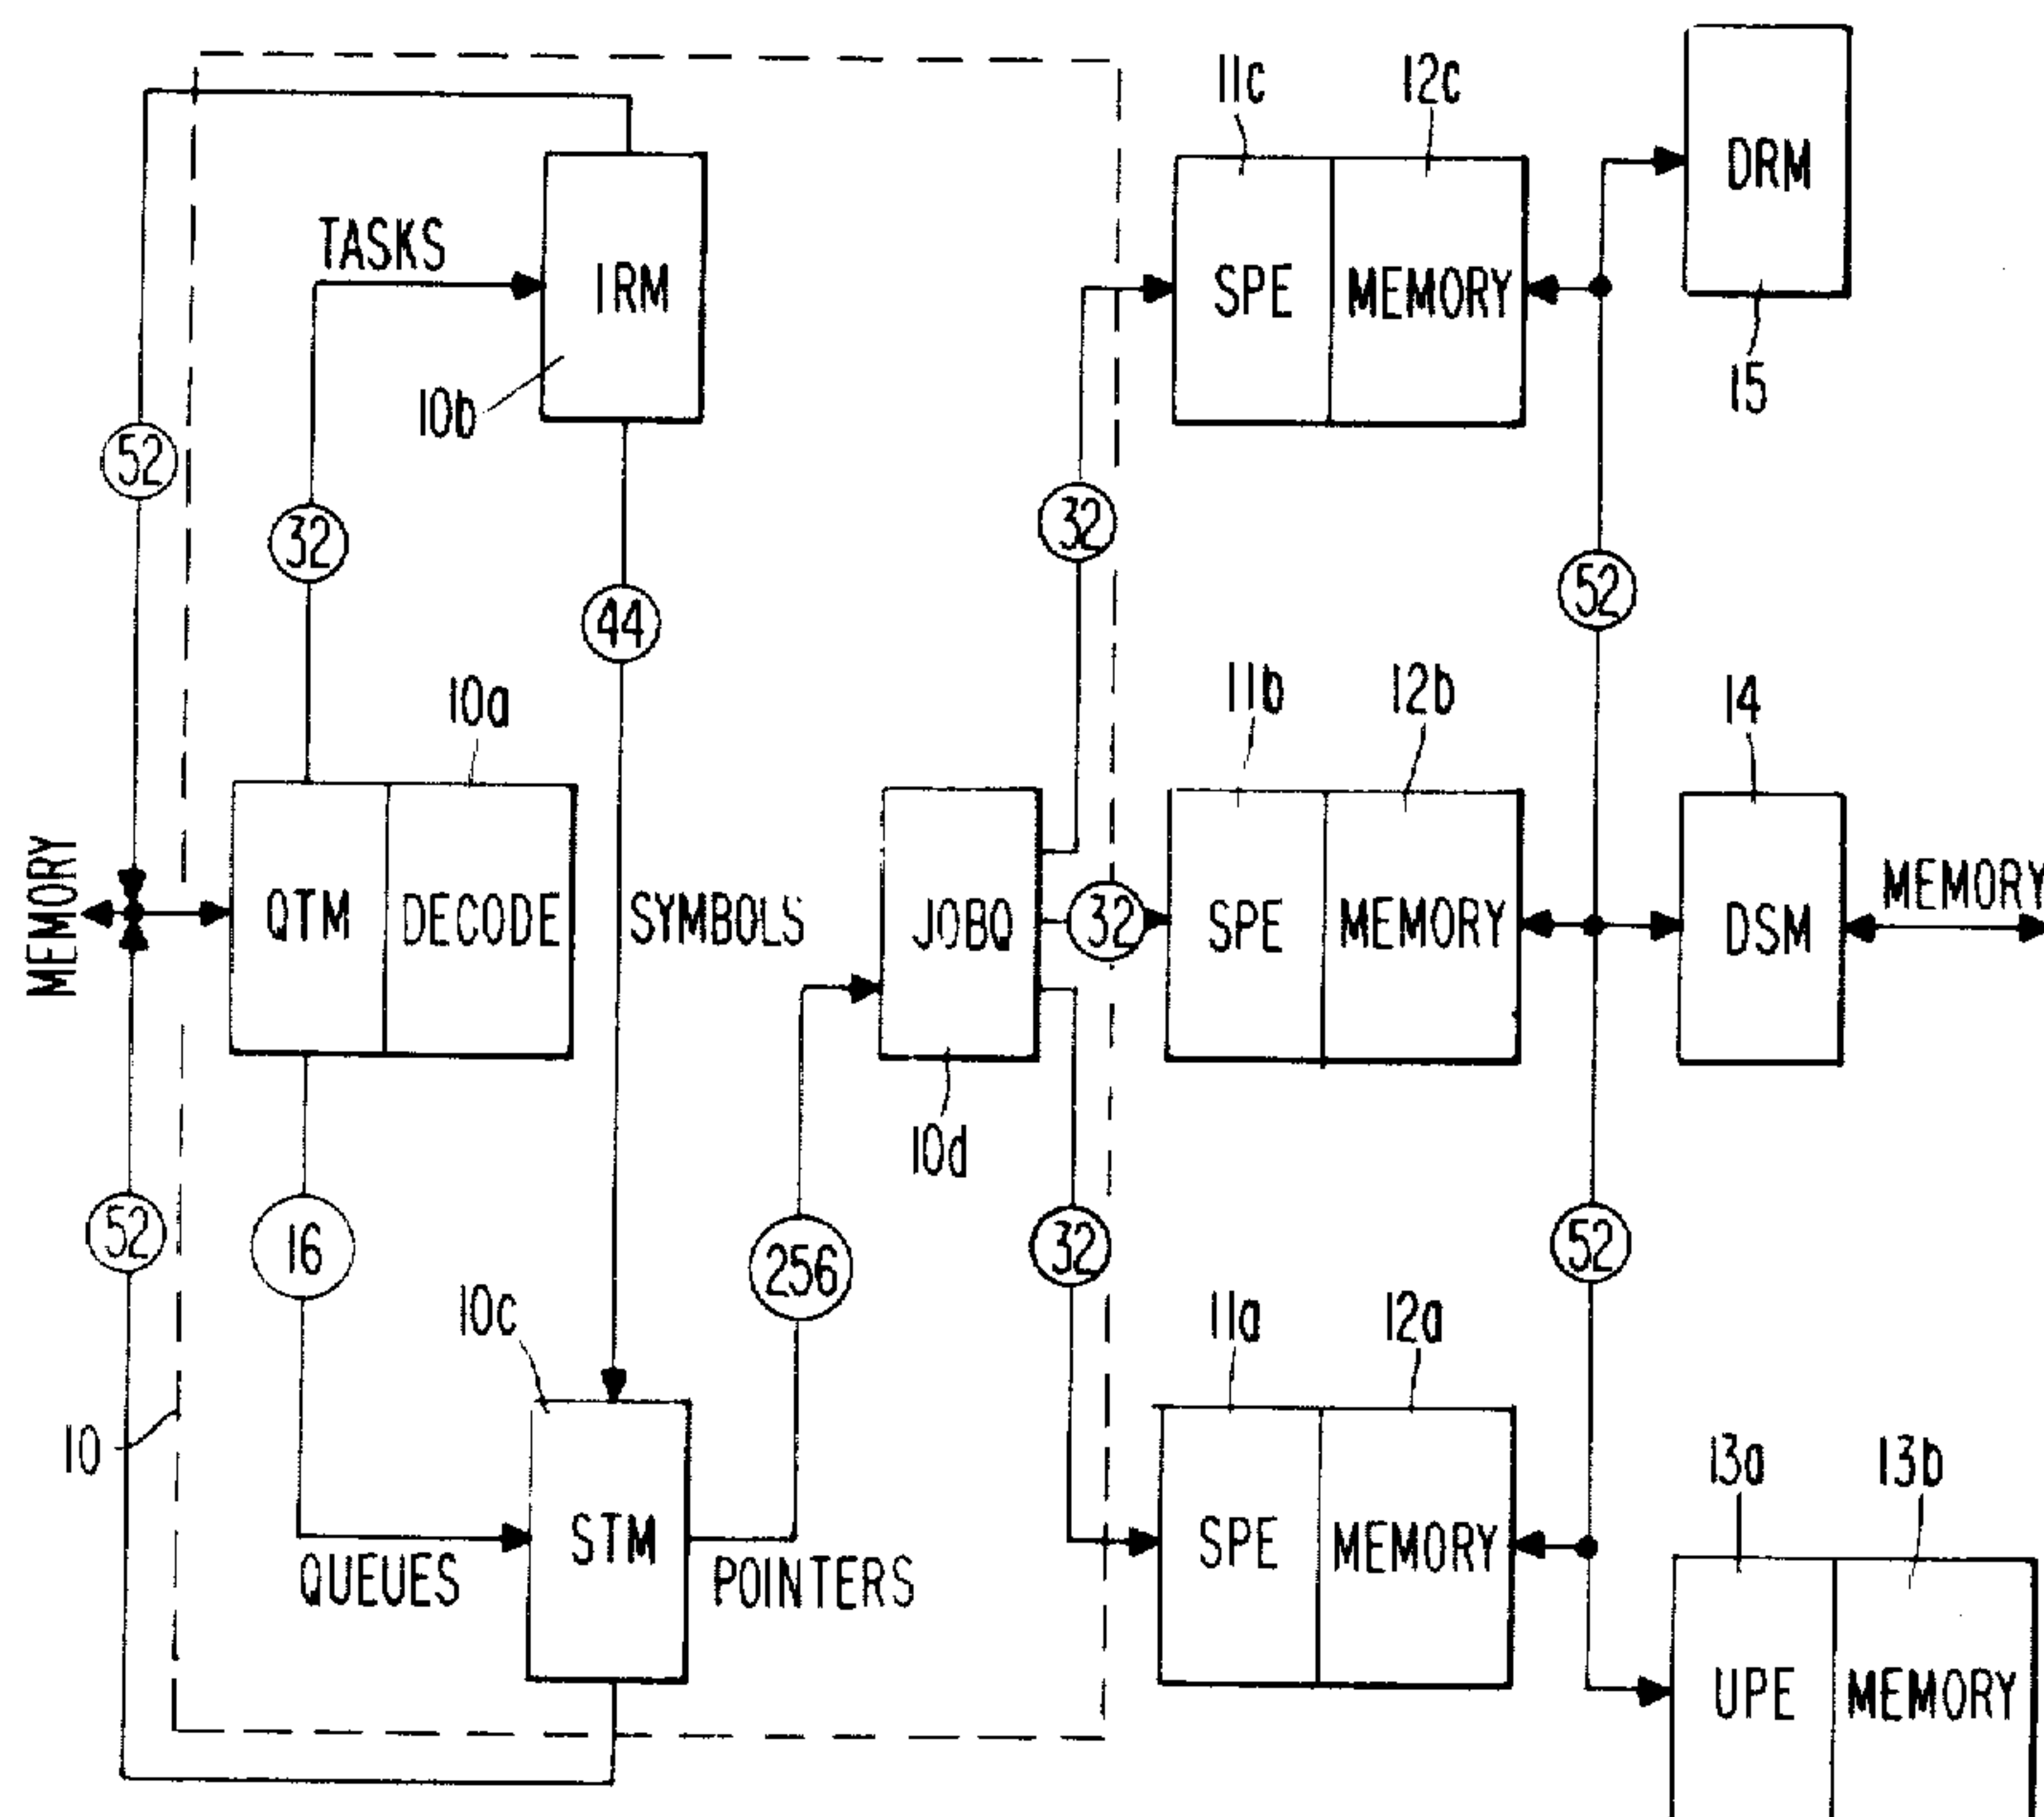 11c
12c
DRM
TASKS
IRM
SPE
MEMORY
10b
15
52
32
32
44
52
10a
11b
12b
14
MEMORY
QTM
DECODE
SYMBOLS
JOBQ
32
SPE
MEMORY
DSM
MEMORY
10d
52
16
256
32
52
10c
11a
12a
10
13a
13b
STM
SPE
MEMORY
QUEUES
POINTERS
UPE
MEMORY